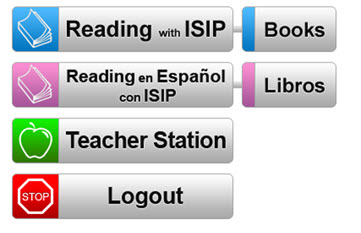 Reading with ISIP
Books
Reading en Español
con ISIP
Libros
Teacher Station
STOP
Logout